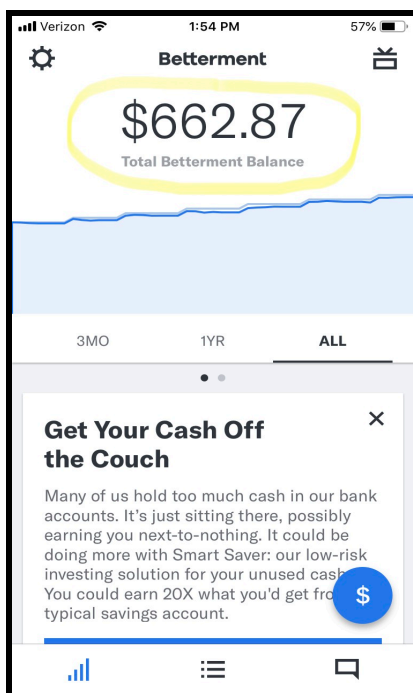 Verizon 1:54 PM 57%
Betterment
$662.87
Total Betterment Balance
3MO 1YR ALL
Get Your Cash Off
the Couch
Many of us hold too much cash in our bank
accounts. It's just sitting there, possibly
earning you next-to-nothing. It could be
doing more with Smart Saver: our low-risk
investing solution for your unused
You could earn 20X what you'd get
$
typical savings account.